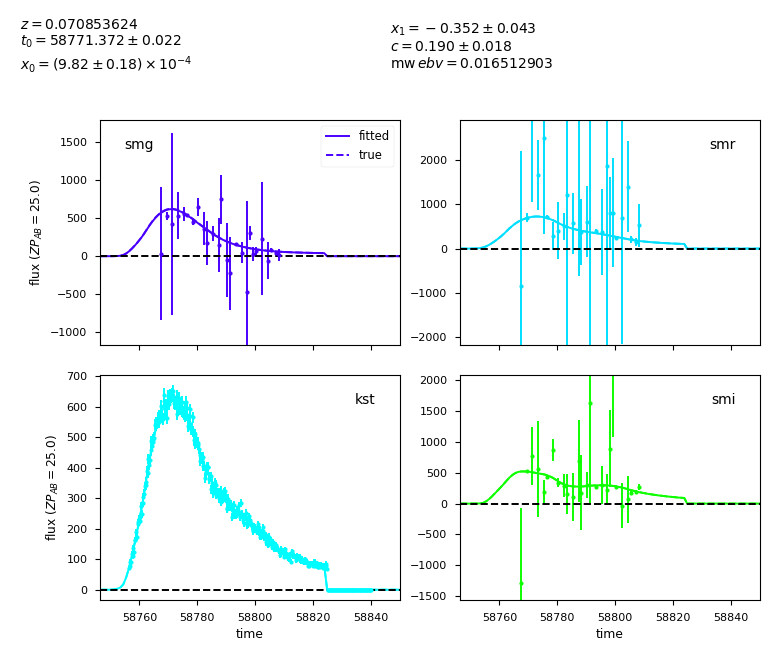 z = 0.070853624
t0 = 58771.372 ± 0.022
x0 = (9.82 ± 0.18) × 10⁻⁴
x1 = −0.352 ± 0.043
c = 0.190 ± 0.018
mwebv = 0.016512903
smg
fitted
true
1500
1000
500
0
−500
−1000
flux (ZP_AB = 25.0)
smr
2000
1000
0
−1000
−2000
kst
700
600
500
400
300
200
100
0
flux (ZP_AB = 25.0)
58760 58780 58800 58820 58840
time
smi
2000
1500
1000
500
0
−500
−1000
−1500
58760 58780 58800 58820 58840
time